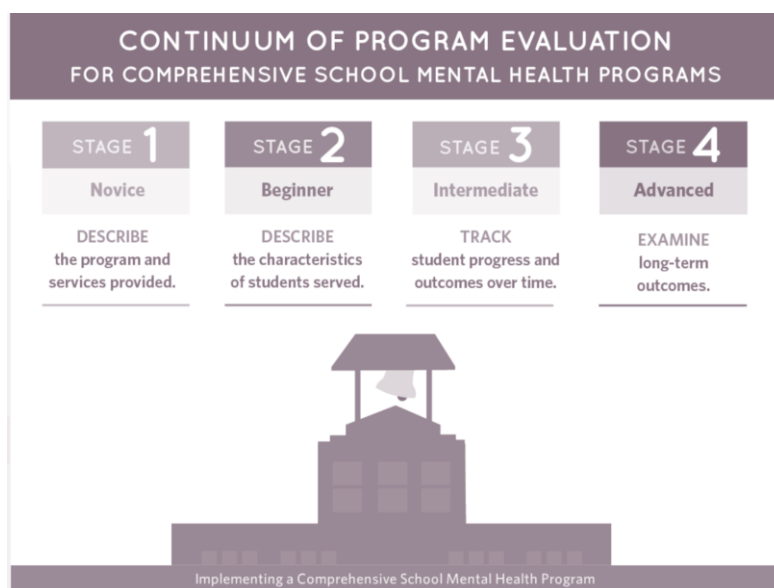 CONTINUUM OF PROGRAM EVALUATION
FOR COMPREHENSIVE SCHOOL MENTAL HEALTH PROGRAMS
STAGE 1
Novice
DESCRIBE
the program and
services provided.
STAGE 2
Beginner
DESCRIBE
the characteristics
of students served.
STAGE 3
Intermediate
TRACK
student progress and
outcomes over time.
STAGE 4
Advanced
EXAMINE
long-term
outcomes.
Implementing a Comprehensive School Mental Health Program